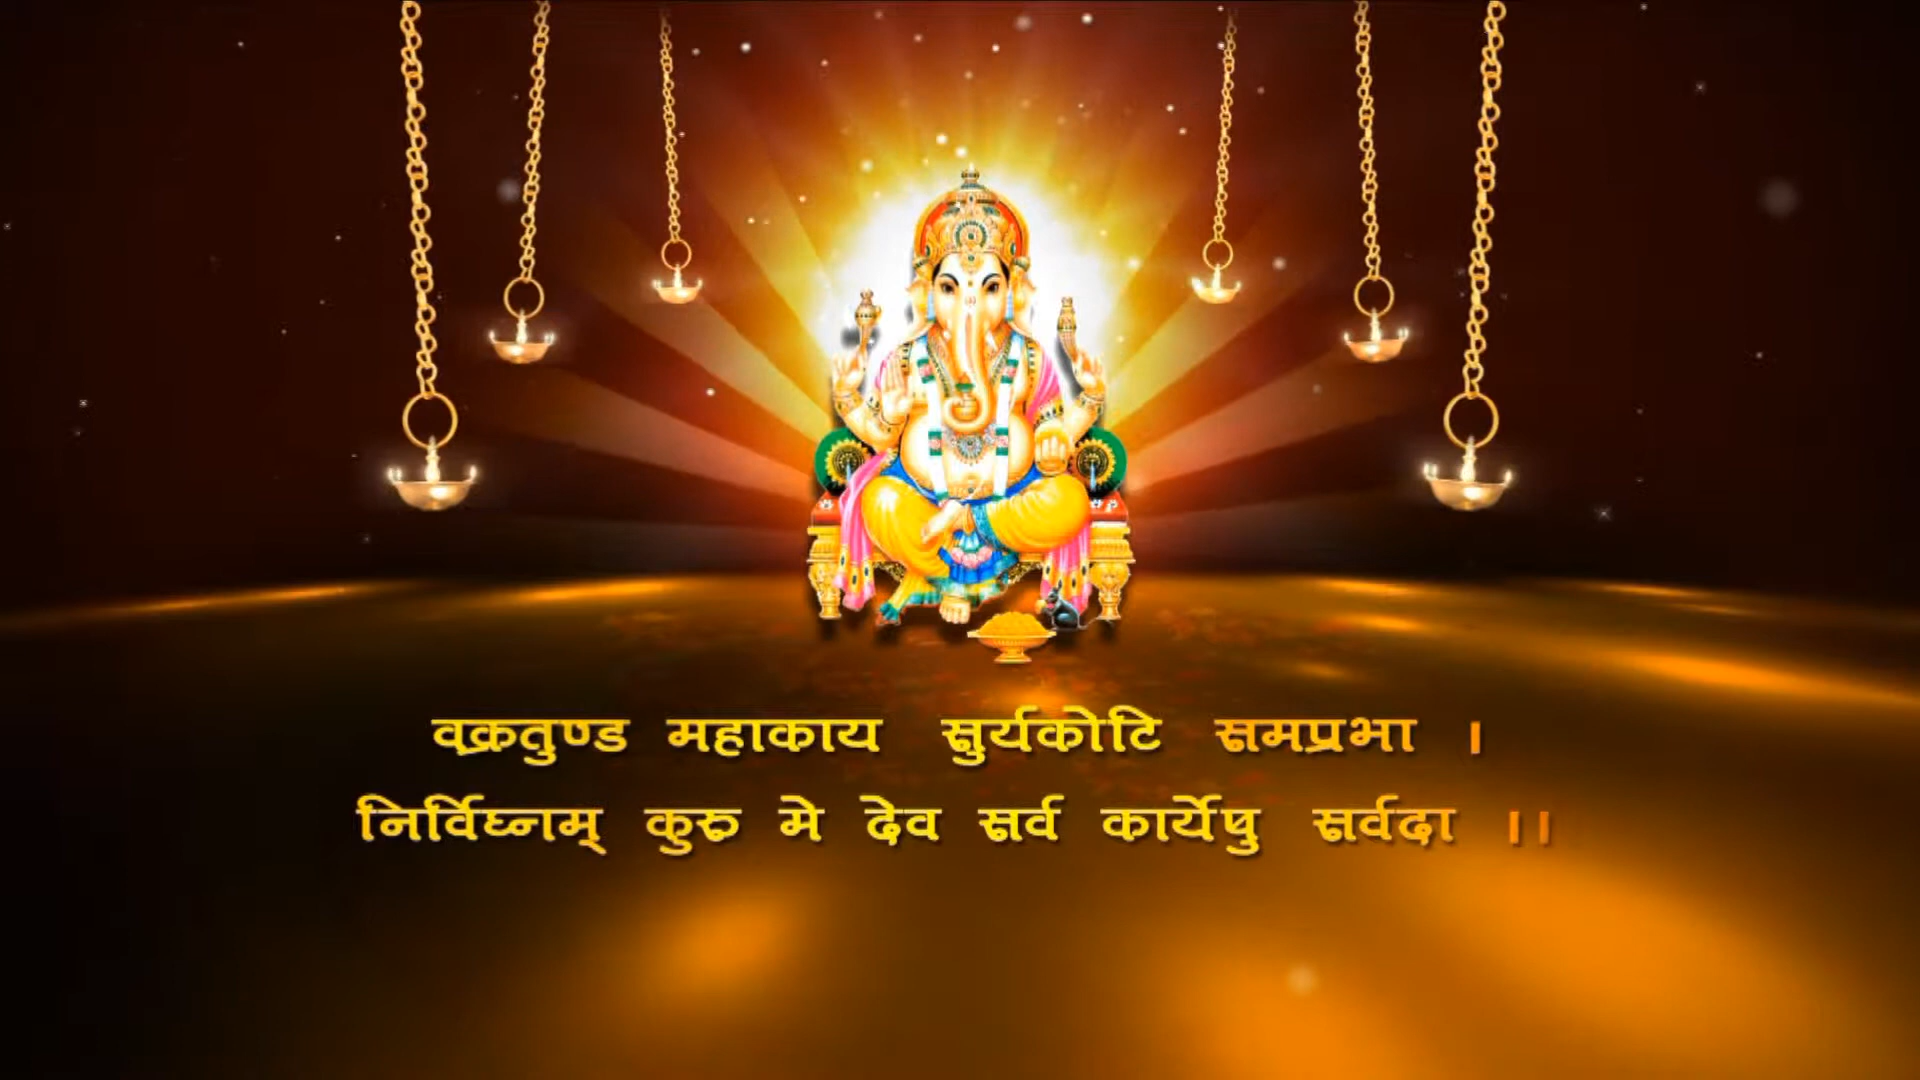 वक्रतुण्ड महाकाय सुर्यकोटि समप्रभा ।
निर्विघ्नम् कुरु मे देव सर्व कार्येषु सर्वदा ।।